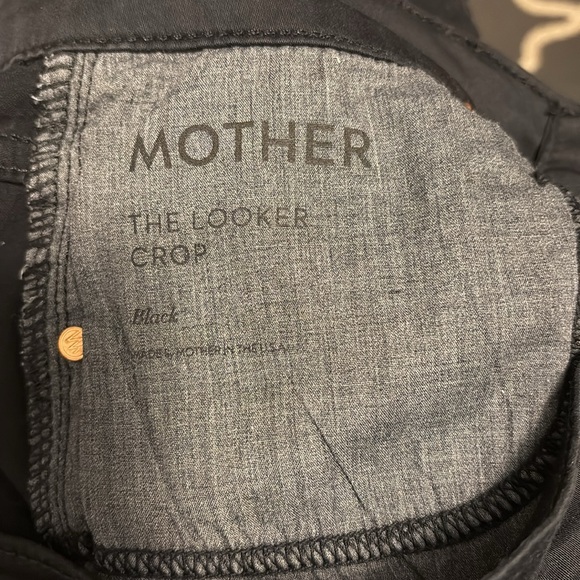 MOTHER
THE LOOKER
CROP
Black
MADE by MOTHER IN THE U.S.A.